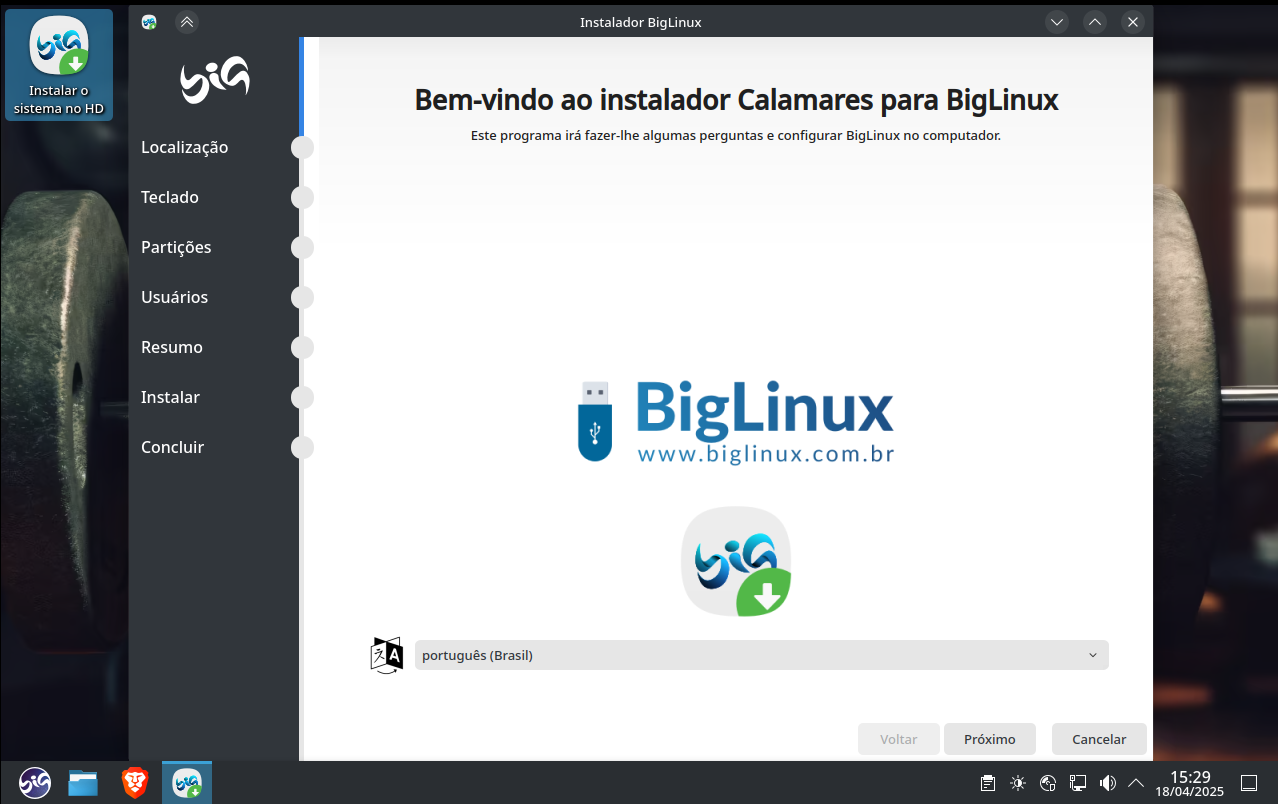 Instalar o
sistema no HD
Instalador BigLinux
big
Localização
Teclado
Partições
Usuários
Resumo
Instalar
Concluir
Bem-vindo ao instalador Calamares para BigLinux
Este programa irá fazer-lhe algumas perguntas e configurar BigLinux no computador.
BigLinux
www.biglinux.com.br
big
português (Brasil)
Voltar
Próximo
Cancelar
15:29
18/04/2025